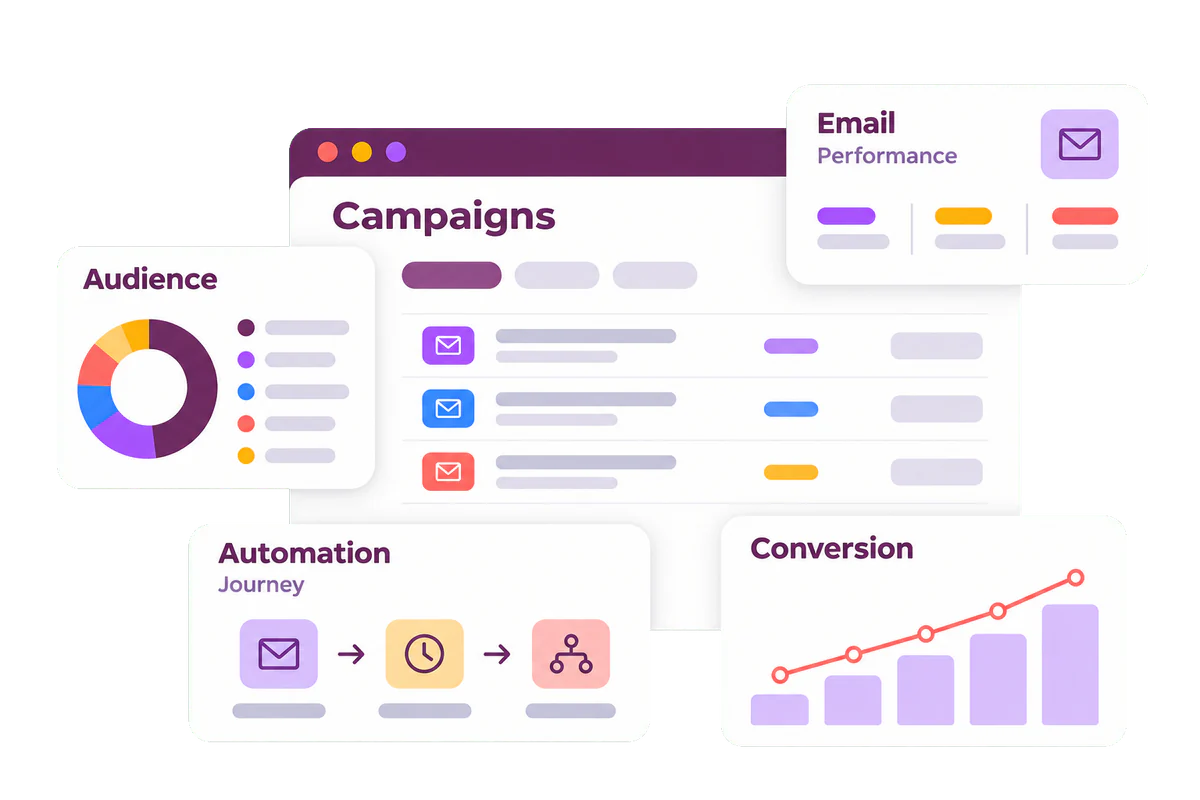 Email
Performance
Campaigns
Audience
Automation
Journey
Conversion